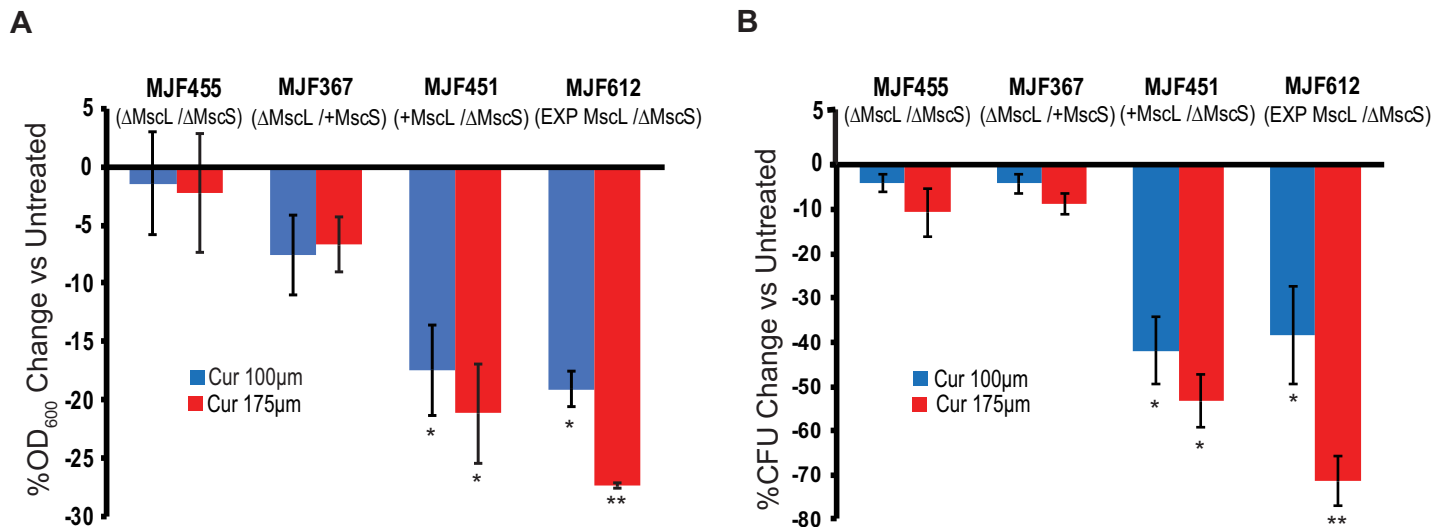 A
MJF455 MJF367 MJF451 MJF612
(ΔMscL /ΔMscS) (ΔMscL /+MscS) (+MscL /ΔMscS) (EXP MscL /ΔMscS)
5
0
-5
-10
-15
-20
-25
-30
%OD600 Change vs Untreated
Cur 100µm
Cur 175µm
* * * **
B
MJF455 MJF367 MJF451 MJF612
(ΔMscL /ΔMscS) (ΔMscL /+MscS) (+MscL /ΔMscS) (EXP MscL /ΔMscS)
5
0
-10
-20
-30
-40
-50
-60
-70
-80
%CFU Change vs Untreated
Cur 100µm
Cur 175µm
* * * **